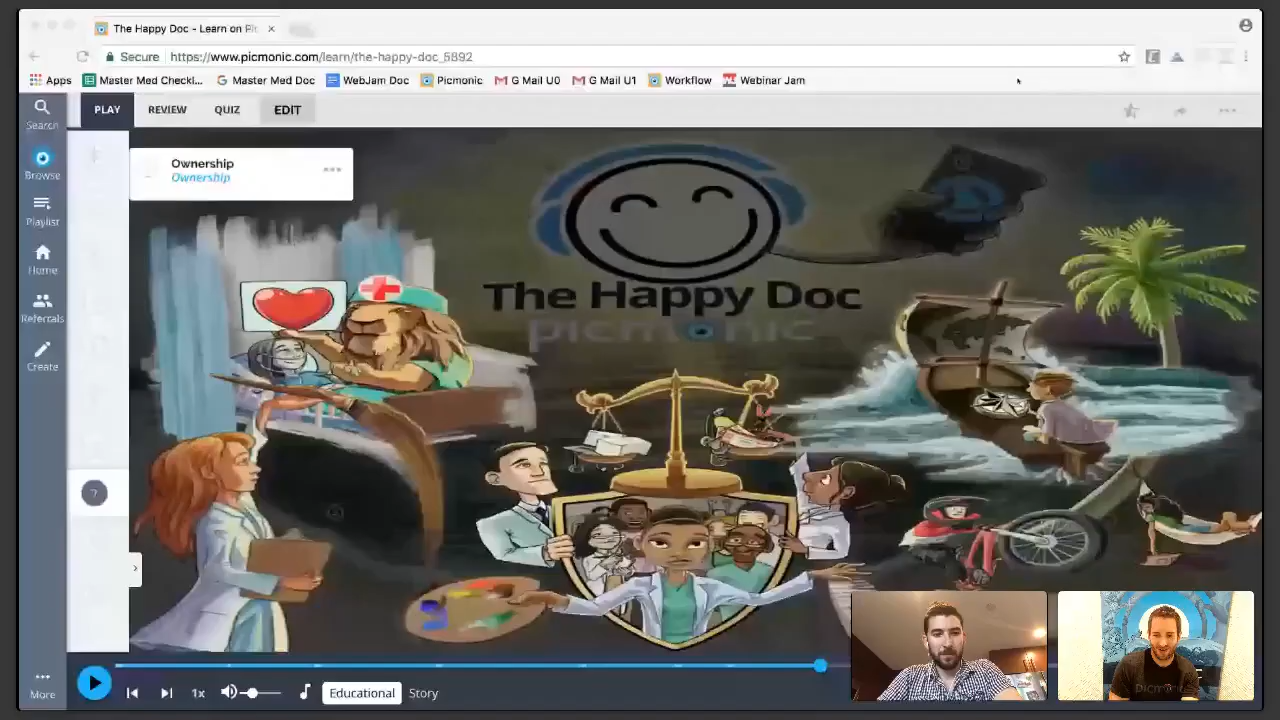 The Happy Doc - Learn on Pi
Secure https://www.picmonic.com/learn/the-happy-doc_5892
Apps Master Med Checkl... Master Med Doc WebJam Doc Picmonic G Mail U0 G Mail U1 Workflow Webinar Jam
Search
PLAY REVIEW QUIZ EDIT
Browse
Playlist
Home
Referrals
Create
Ownership
Ownership
The Happy Doc
picmonic
7
More
1x
Educational Story
Picmonic